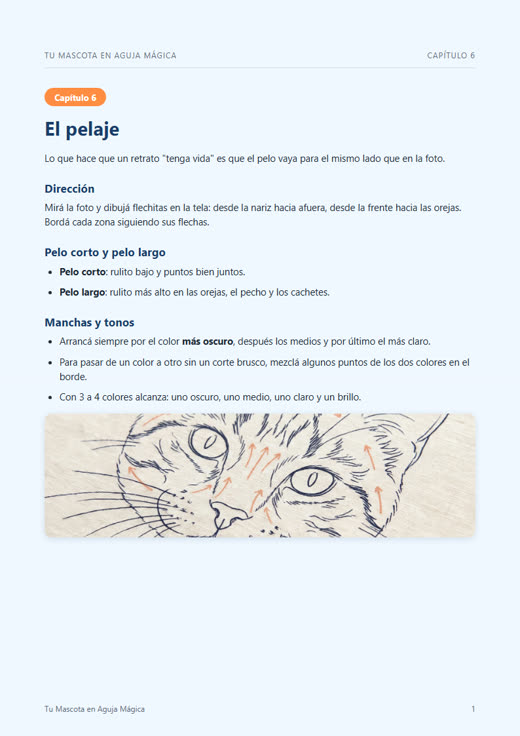 TU MASCOTA EN AGUJA MÁGICA
CAPÍTULO 6
Capítulo 6
El pelaje
Lo que hace que un retrato "tenga vida" es que el pelo vaya para el mismo lado que en la foto.
Dirección
Mirá la foto y dibujá flechitas en la tela: desde la nariz hacia afuera, desde la frente hacia las orejas.
Bordá cada zona siguiendo sus flechas.
Pelo corto y pelo largo
• Pelo corto: rulito bajo y puntos bien juntos.
• Pelo largo: rulito más alto en las orejas, el pecho y los cachetes.
Manchas y tonos
• Arrancá siempre por el color más oscuro, después los medios y por último el más claro.
• Para pasar de un color a otro sin un corte brusco, mezclá algunos puntos de los dos colores en el
borde.
• Con 3 a 4 colores alcanza: uno oscuro, uno medio, uno claro y un brillo.
Tu Mascota en Aguja Mágica
1